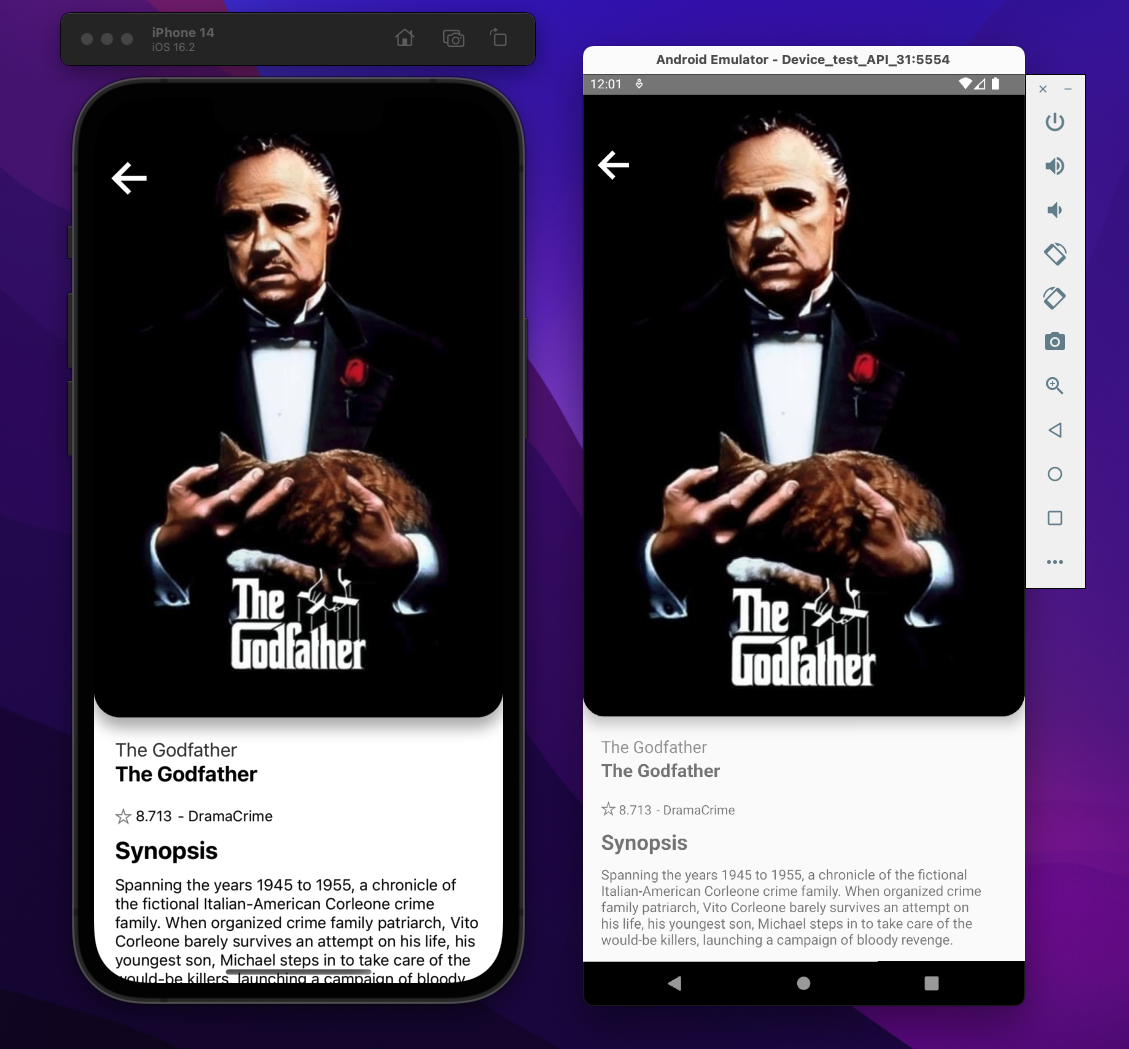 iPhone 14
iOS 16.2
The
Godfather
The Godfather
The Godfather
8.713 - DramaCrime
Synopsis
Spanning the years 1945 to 1955, a chronicle of
the fictional Italian-American Corleone crime
family. When organized crime family patriarch, Vito
Corleone barely survives an attempt on his life, his
youngest son, Michael steps in to take care of the
would-be killers, launching a campaign of bloody
Android Emulator - Device_test_API_31:5554
12:01
The
Godfather
The Godfather
The Godfather
8.713 - DramaCrime
Synopsis
Spanning the years 1945 to 1955, a chronicle of the fictional
Italian-American Corleone crime family. When organized crime
family patriarch, Vito Corleone barely survives an attempt on
his life, his youngest son, Michael steps in to take care of the
would-be killers, launching a campaign of bloody revenge.